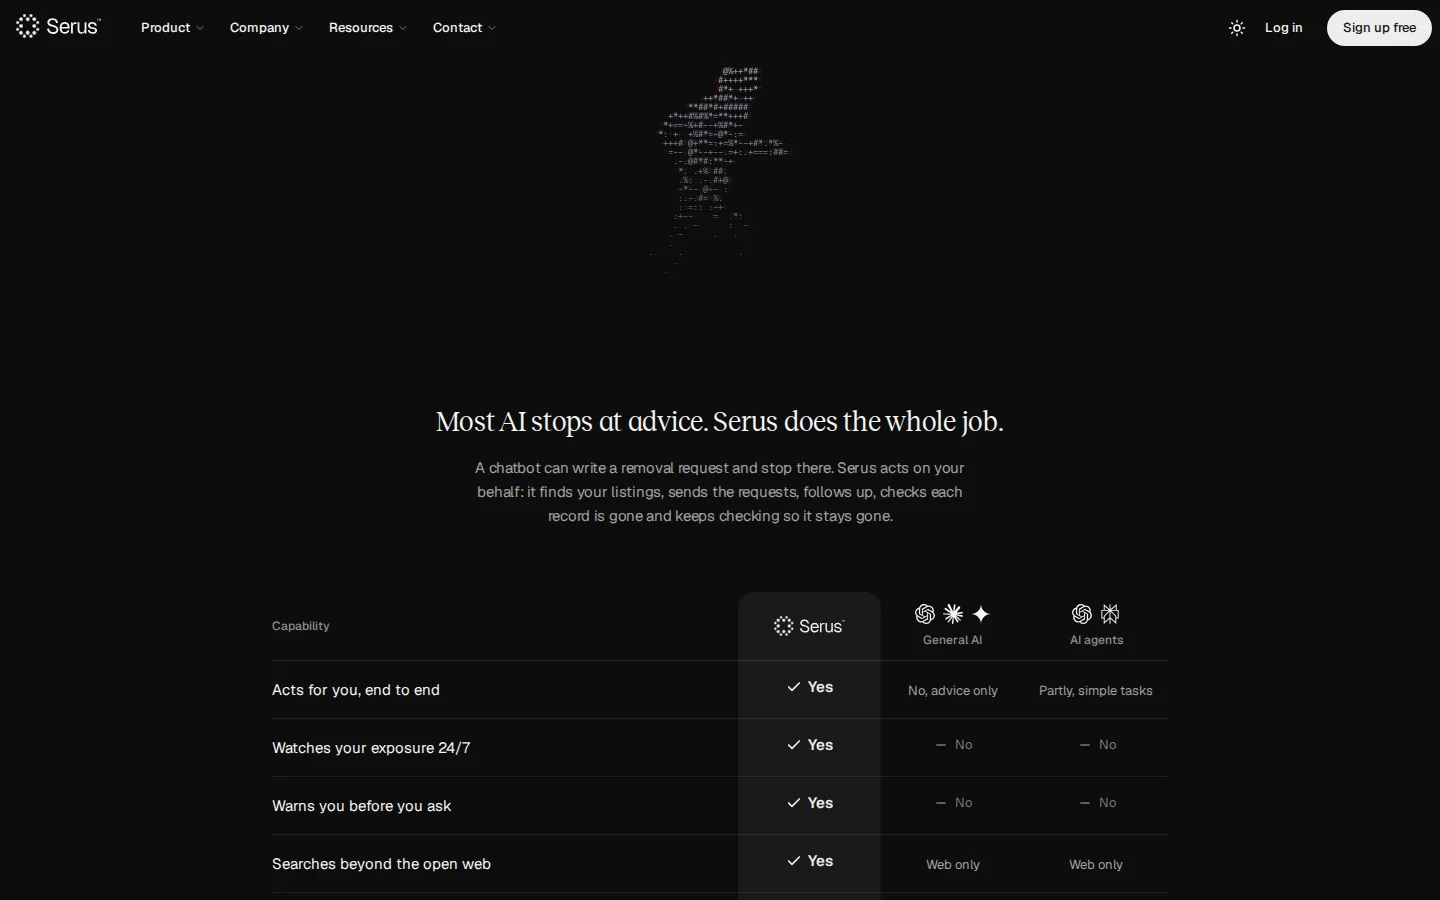 Serus™
Product
Company
Resources
Contact
Log in
Sign up free
Most AI stops at advice. Serus does the whole job.
A chatbot can write a removal request and stop there. Serus acts on your
behalf: it finds your listings, sends the requests, follows up, checks each
record is gone and keeps checking so it stays gone.
Capability
Serus™
General AI
AI agents
Acts for you, end to end
Yes
No, advice only
Partly, simple tasks
Watches your exposure 24/7
Yes
No
No
Warns you before you ask
Yes
No
No
Searches beyond the open web
Yes
Web only
Web only